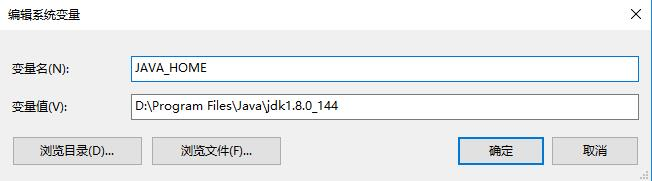 编辑系统变量
变量名(N): JAVA_HOME
变量值(V): D:\Program Files\Java\jdk1.8.0_144
浏览目录(D)... 浏览文件(F)... 确定 取消